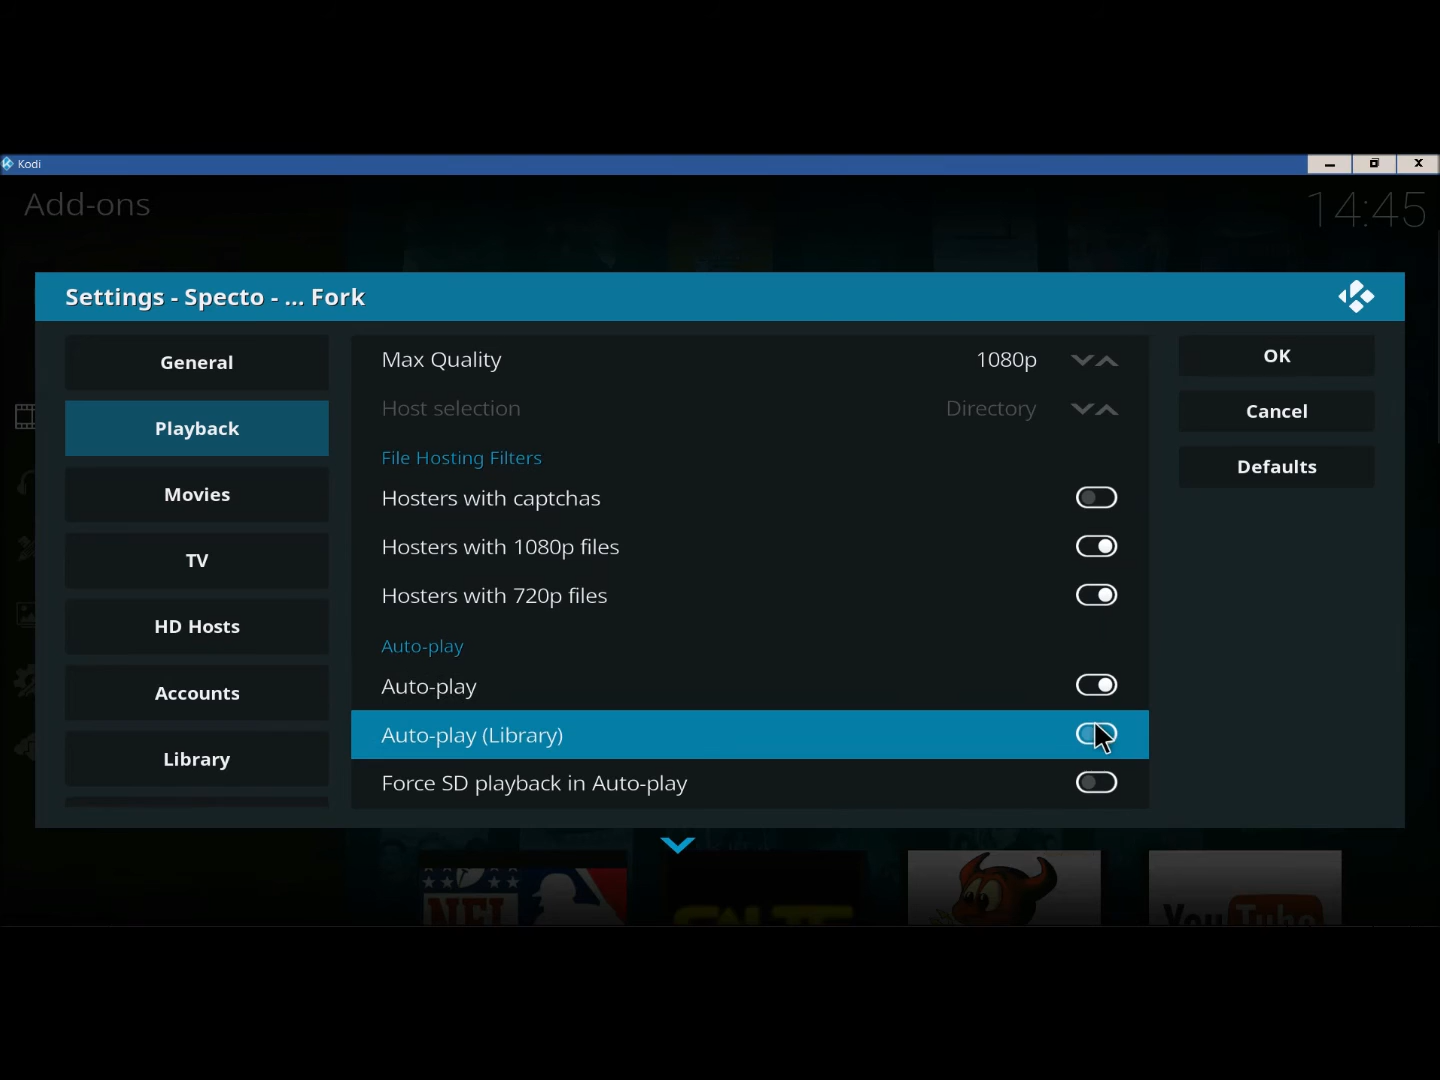 Kodi
Add-ons
14:45
Settings - Specto - ... Fork
General
Playback
Movies
TV
HD Hosts
Accounts
Library
Max Quality 1080p
Host selection Directory
File Hosting Filters
Hosters with captchas
Hosters with 1080p files
Hosters with 720p files
Auto-play
Auto-play
Auto-play (Library)
Force SD playback in Auto-play
OK
Cancel
Defaults
NFL
YouTube